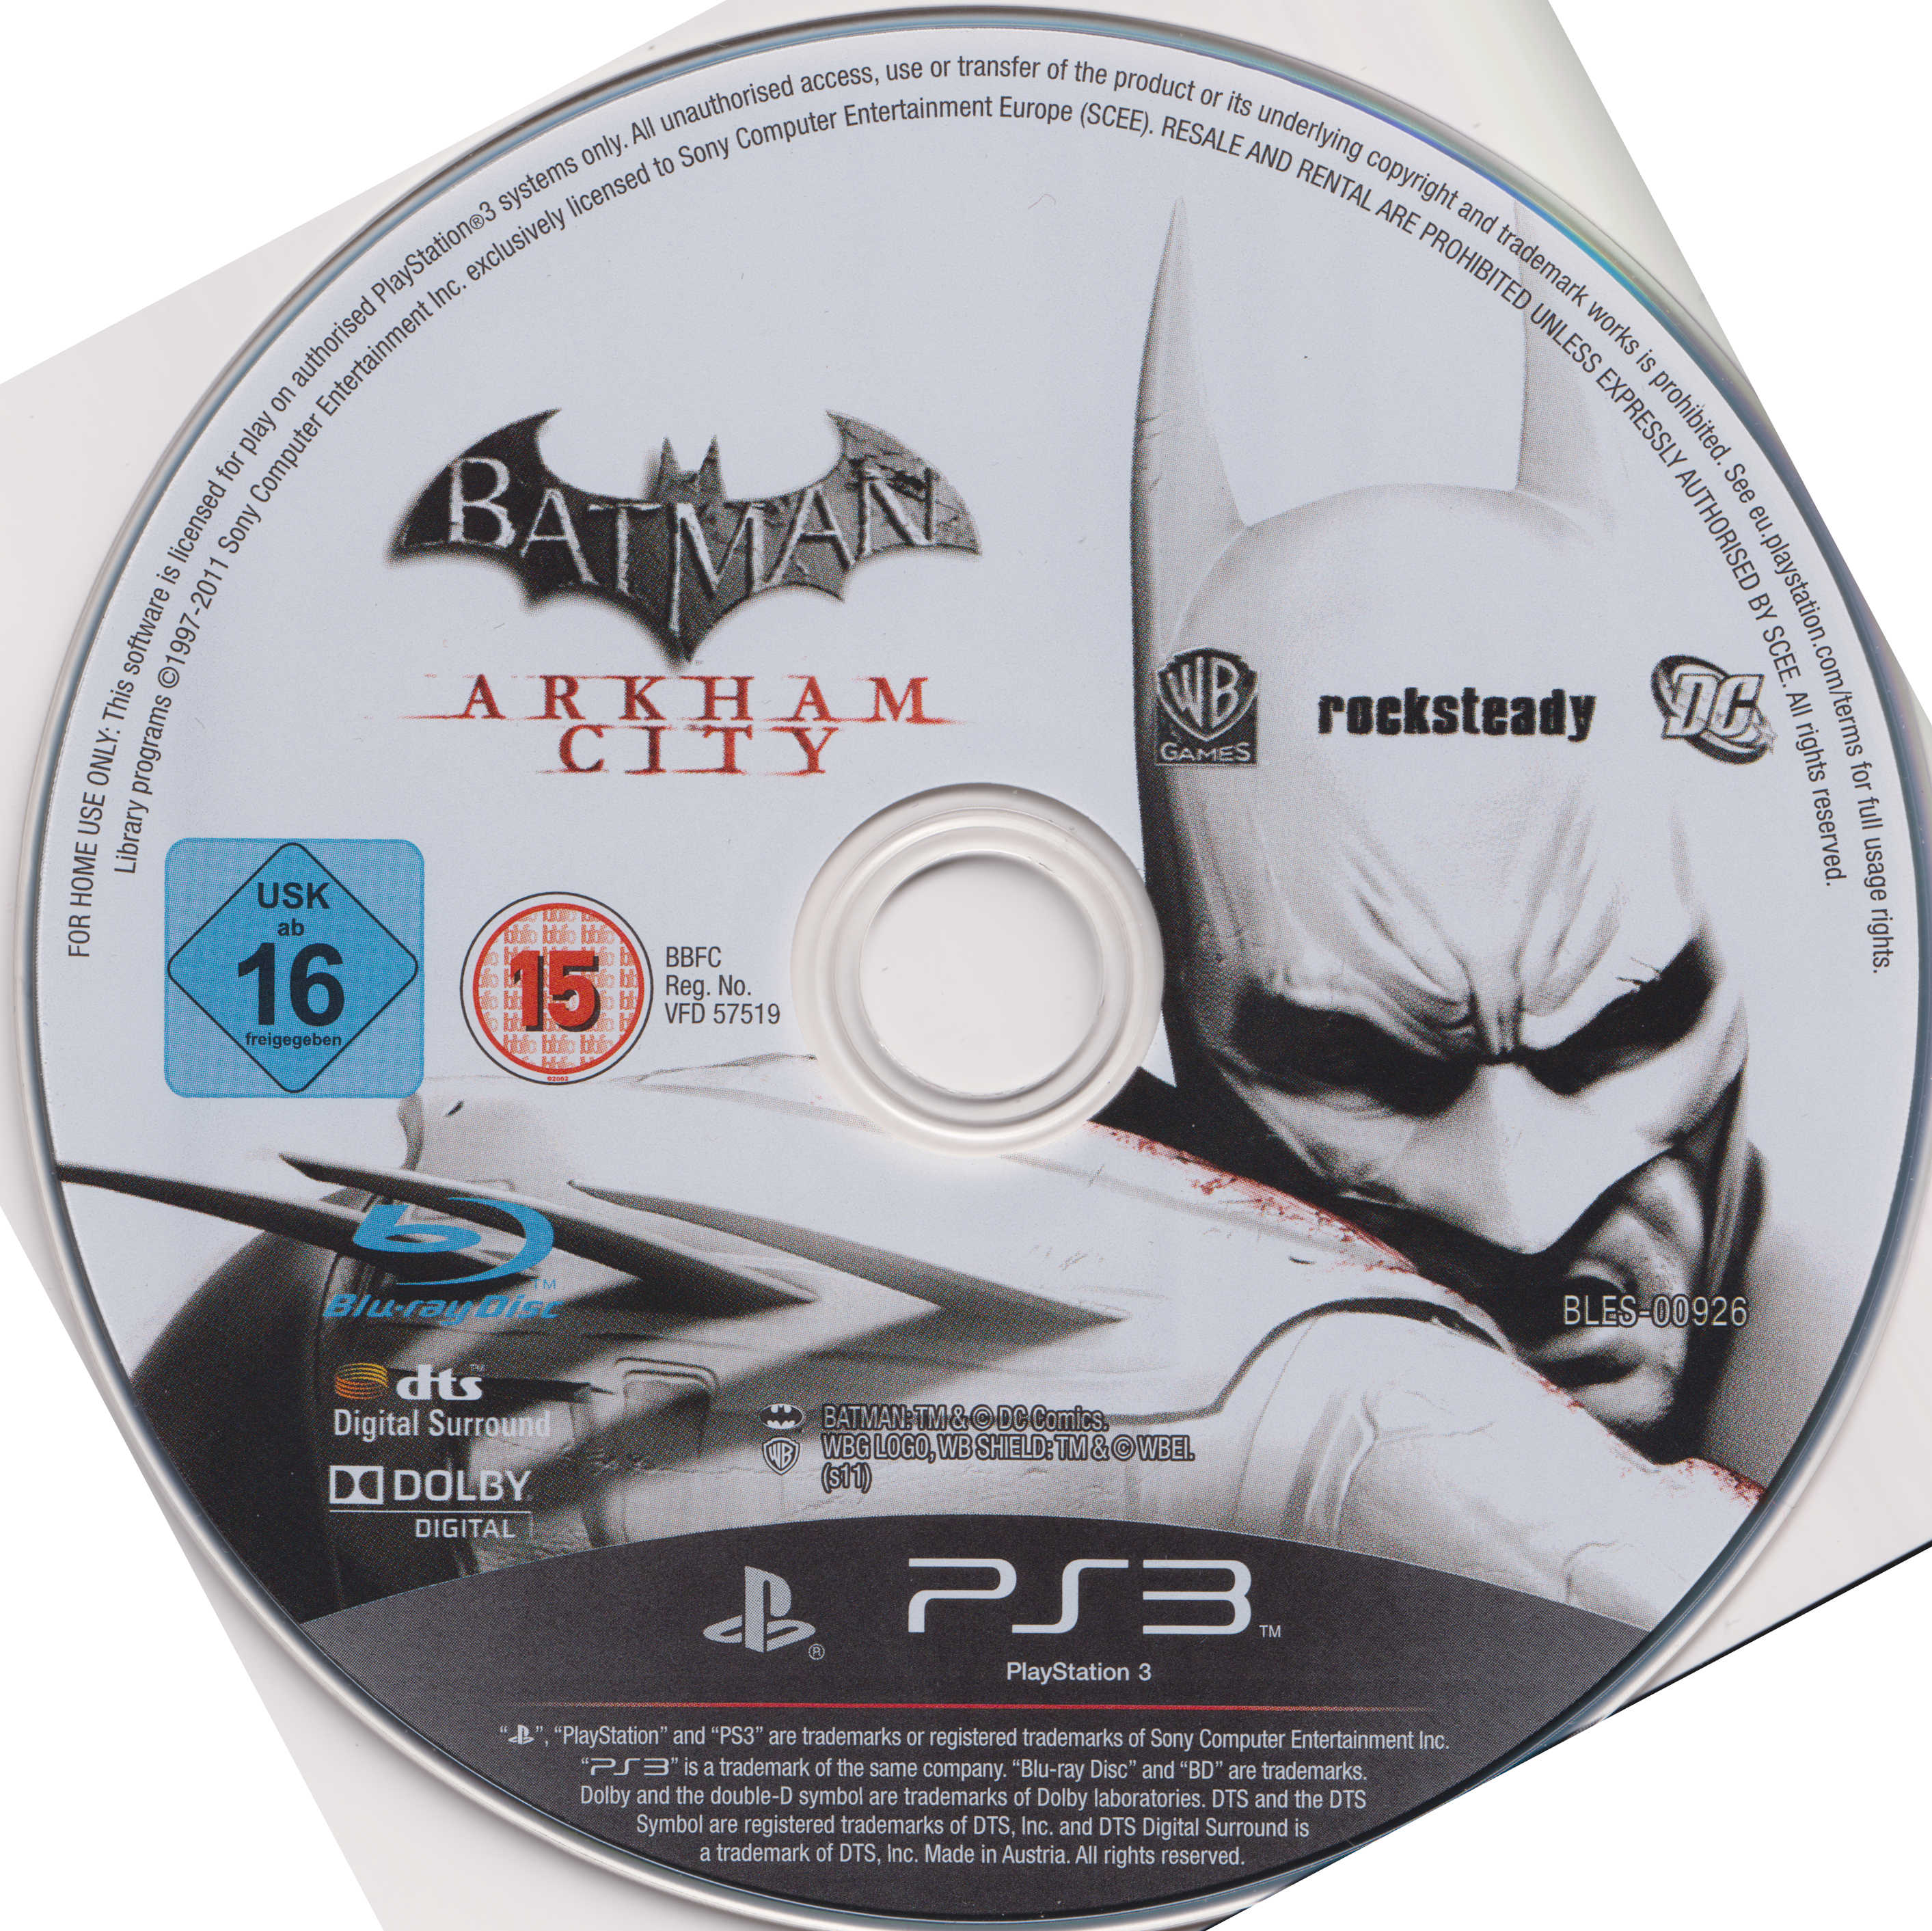 FOR HOME USE ONLY: This software is licensed for play on authorised PlayStation®3 systems only. All unauthorised access, use or transfer of the product or its underlying copyright and trademark works is prohibited. See eu.playstation.com/terms for full usage rights.
Library programs ©1997-2011 Sony Computer Entertainment Inc. exclusively licensed to Sony Computer Entertainment Europe (SCEE). RESALE AND RENTAL ARE PROHIBITED UNLESS EXPRESSLY AUTHORISED BY SCEE. All rights reserved.
BATMAN
ARKHAM
CITY
WB
GAMES
rocksteady
DC
USK
ab
16
freigegeben
15
©2002
BBFC
Reg. No.
VFD 57519
Blu-ray Disc™
BLES-00926
dts™
Digital Surround
DOLBY®
DIGITAL
BATMAN: TM & © DC Comics.
WBG LOGO, WB SHIELD: TM & © WBEI.
(s11)
® PS3™
PlayStation 3
“PS”, “PlayStation” and “PS3” are trademarks or registered trademarks of Sony Computer Entertainment Inc.
“PS3” is a trademark of the same company. “Blu-ray Disc” and “BD” are trademarks.
Dolby and the double-D symbol are trademarks of Dolby laboratories. DTS and the DTS
Symbol are registered trademarks of DTS, Inc. and DTS Digital Surround is
a trademark of DTS, Inc. Made in Austria. All rights reserved.